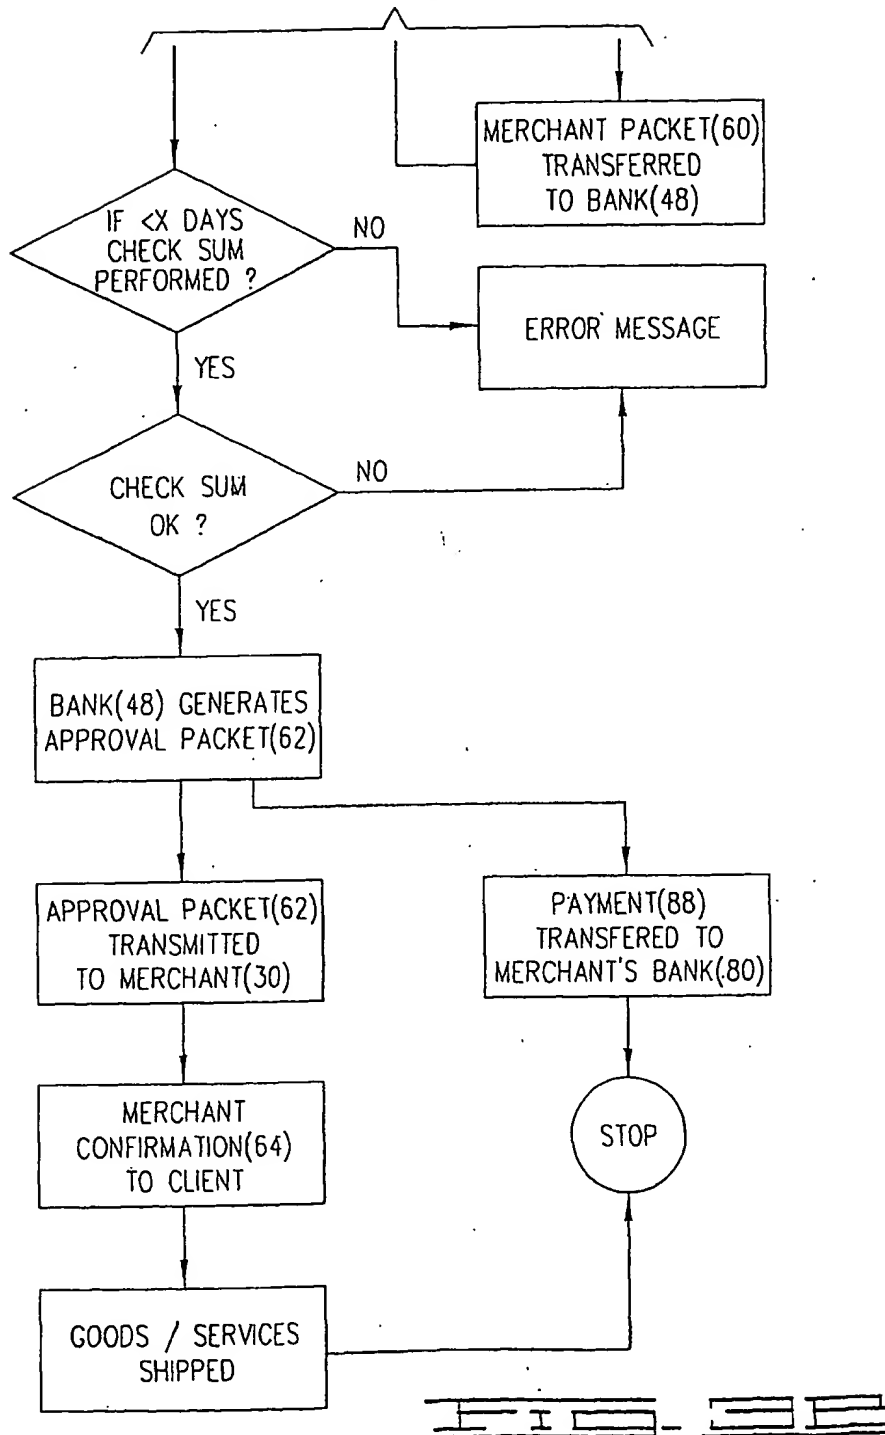 MERCHANT PACKET(60)
TRANSFERRED
TO BANK(48)
IF <X DAYS
CHECK SUM
PERFORMED ?
NO
ERROR MESSAGE
YES
CHECK SUM
OK ?
NO
YES
BANK(48) GENERATES
APPROVAL PACKET(62)
APPROVAL PACKET(62)
TRANSMITTED
TO MERCHANT(30)
PAYMENT(88)
TRANSFERED TO
MERCHANT'S BANK(80)
MERCHANT
CONFIRMATION(64)
TO CLIENT
STOP
GOODS / SERVICES
SHIPPED